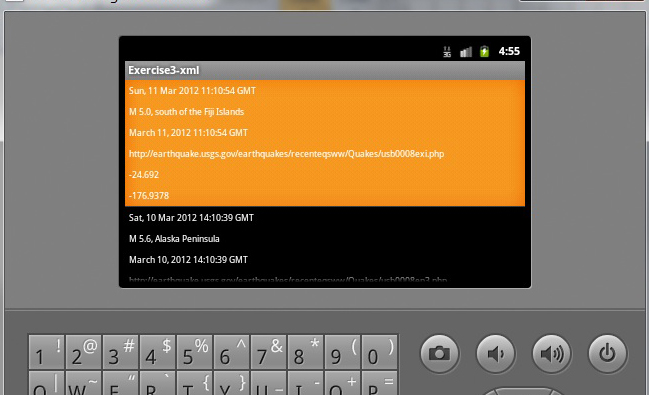 3G 4:55
Exercise3-xml
Sun, 11 Mar 2012 11:10:54 GMT
M 5.0, south of the Fiji Islands
March 11, 2012 11:10:54 GMT
http://earthquake.usgs.gov/earthquakes/recenteqsww/Quakes/usb0008exi.php
-24.692
-176.9378
Sat, 10 Mar 2012 14:10:39 GMT
M 5.6, Alaska Peninsula
March 10, 2012 14:10:39 GMT
1 ! 2 @ 3 # 4 $ 5 % 6 ^ 7 & 8 * 9 ( 0 )
Q | W ~ E " R ` T { Y } U _ I - O + P =